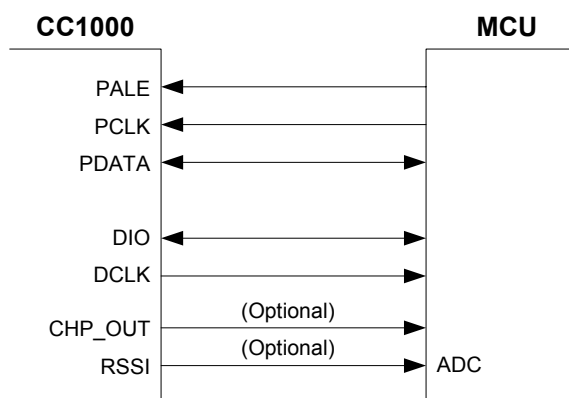 CC1000 MCU
PALE
PCLK
PDATA
DIO
DCLK
(Optional)
CHP_OUT
(Optional)
RSSI ADC